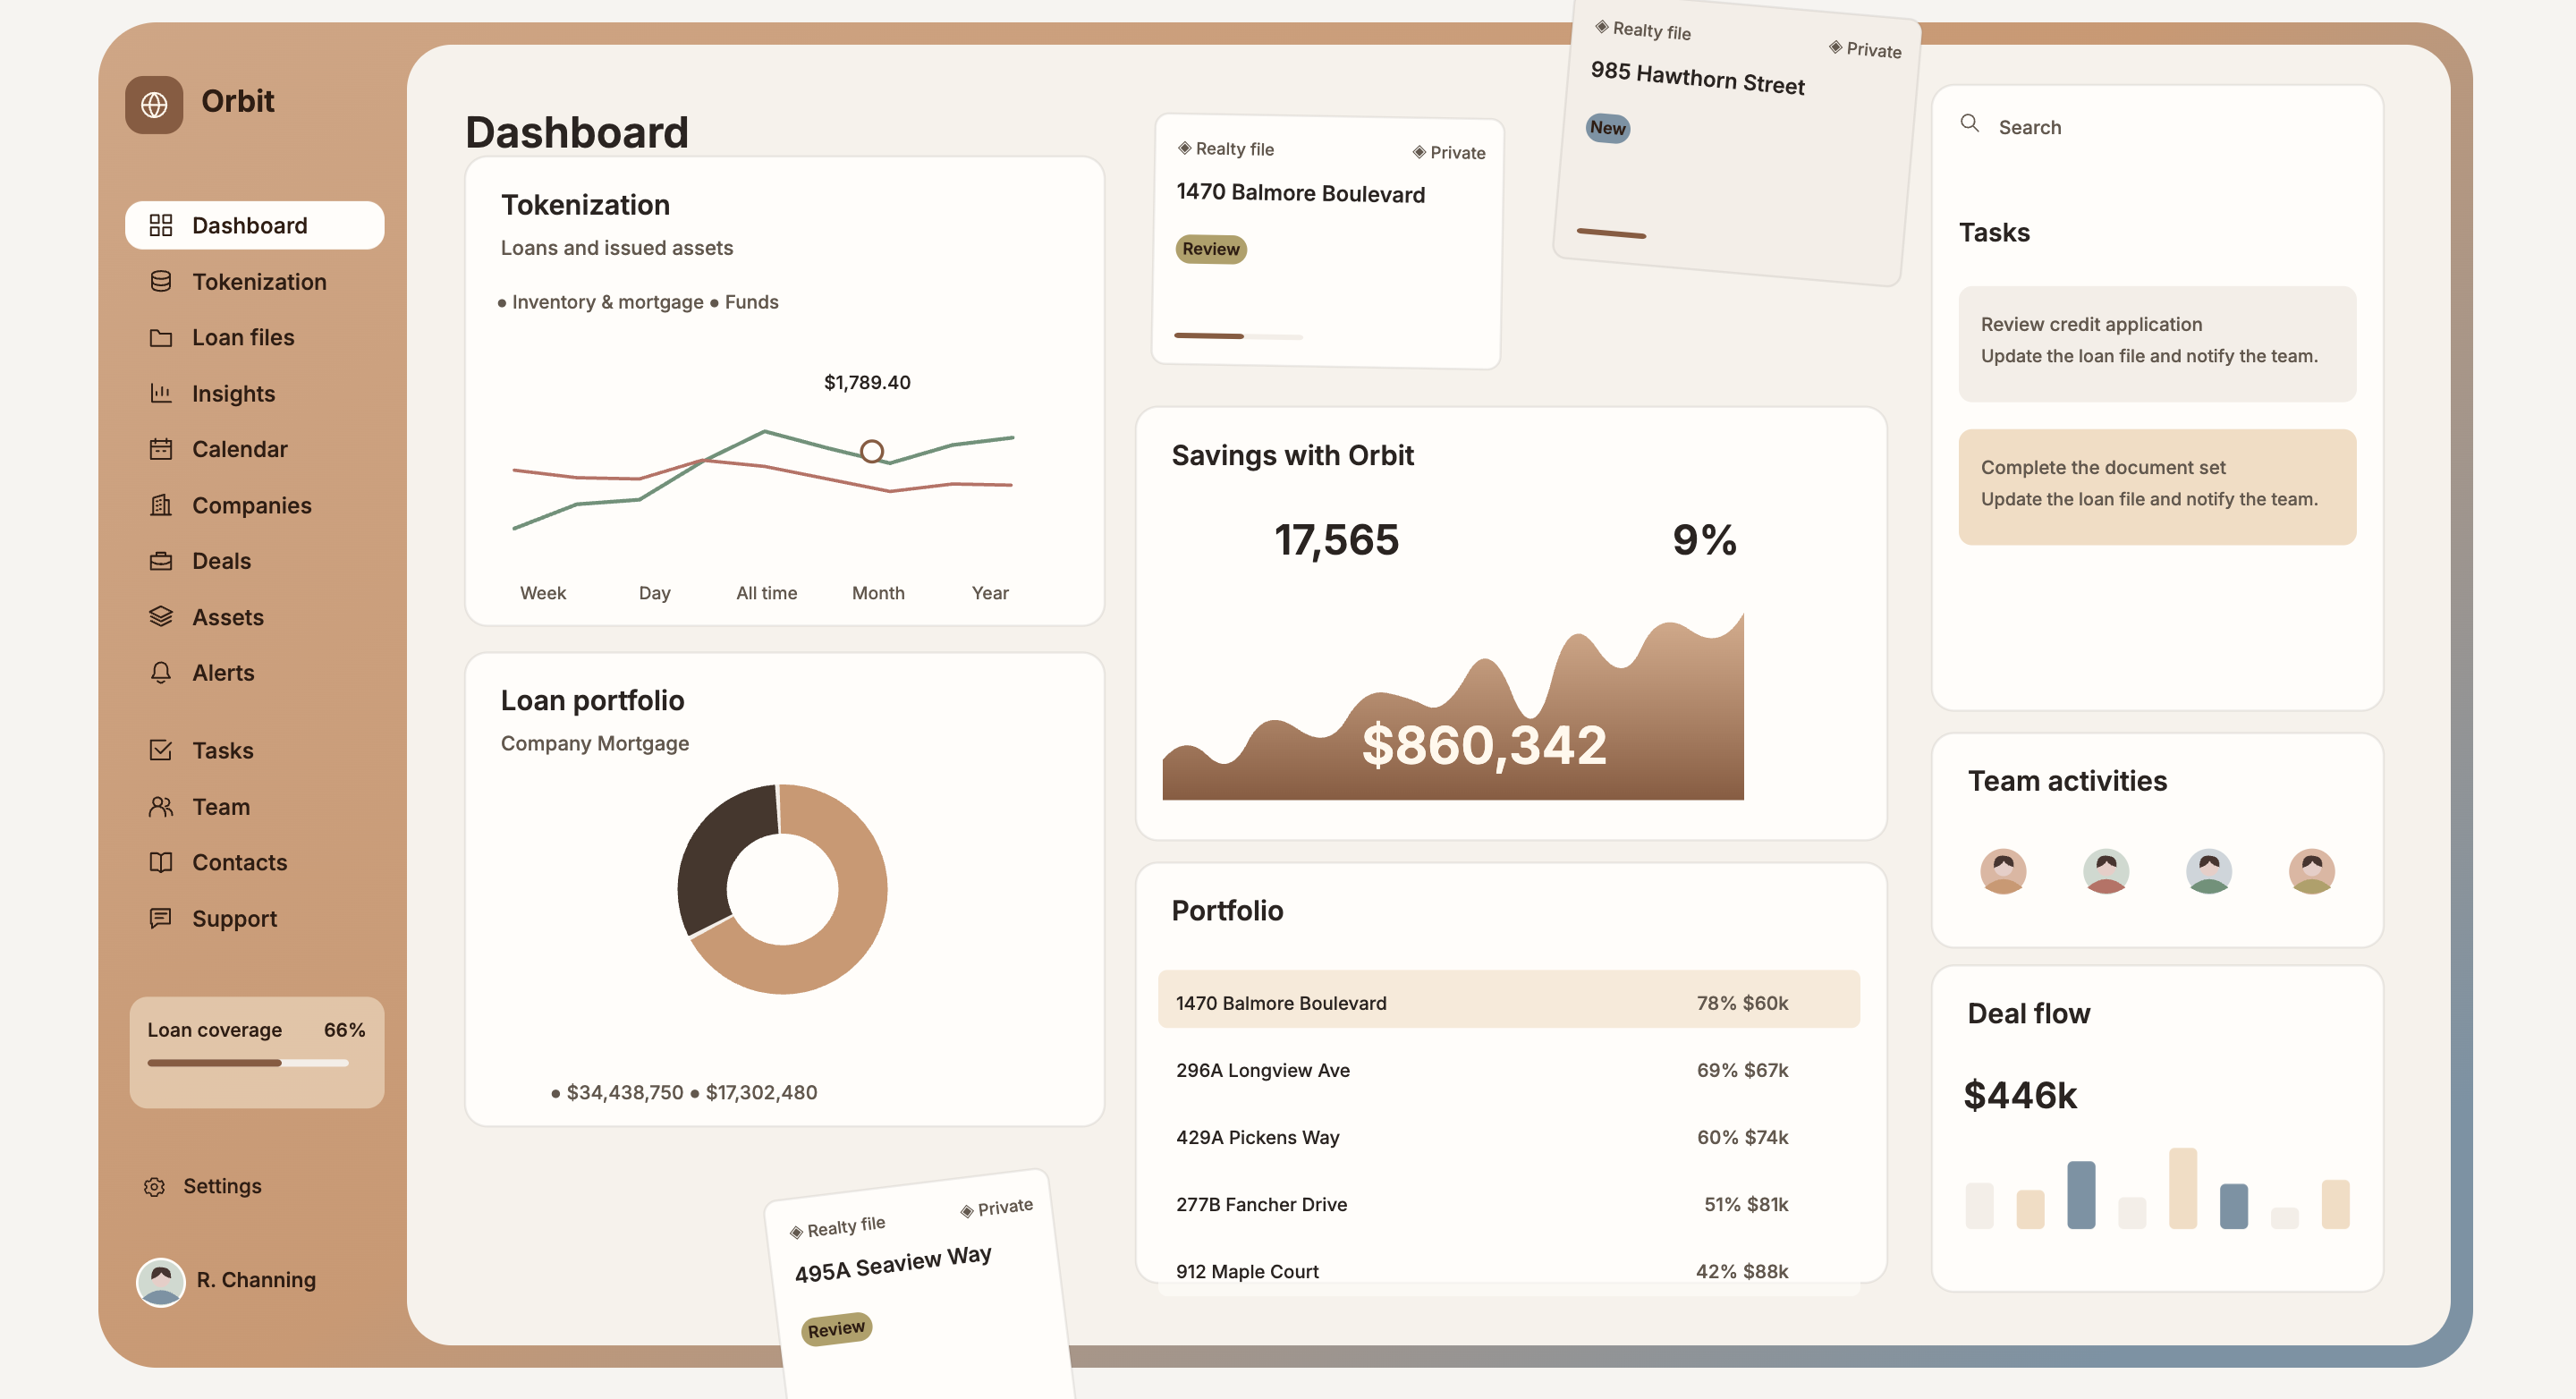 Orbit
Dashboard
Tokenization
Loan files
Insights
Calendar
Companies
Deals
Assets
Alerts
Tasks
Team
Contacts
Support
Loan coverage 66%
Settings
R. Channing
Dashboard
Tokenization
Loans and issued assets
• Inventory & mortgage • Funds
$1,789.40
Week Day All time Month Year
Loan portfolio
Company Mortgage
• $34,438,750 • $17,302,480
◈ Realty file ◈ Private
495A Seaview Way
Review
◈ Realty file ◈ Private
1470 Balmore Boulevard
Review
◈ Realty file ◈ Private
985 Hawthorn Street
New
Savings with Orbit
17,565 9%
$860,342
Portfolio
1470 Balmore Boulevard 78% $60k
296A Longview Ave 69% $67k
429A Pickens Way 60% $74k
277B Fancher Drive 51% $81k
912 Maple Court 42% $88k
Search
Tasks
Review credit application
Update the loan file and notify the team.
Complete the document set
Update the loan file and notify the team.
Team activities
Deal flow
$446k